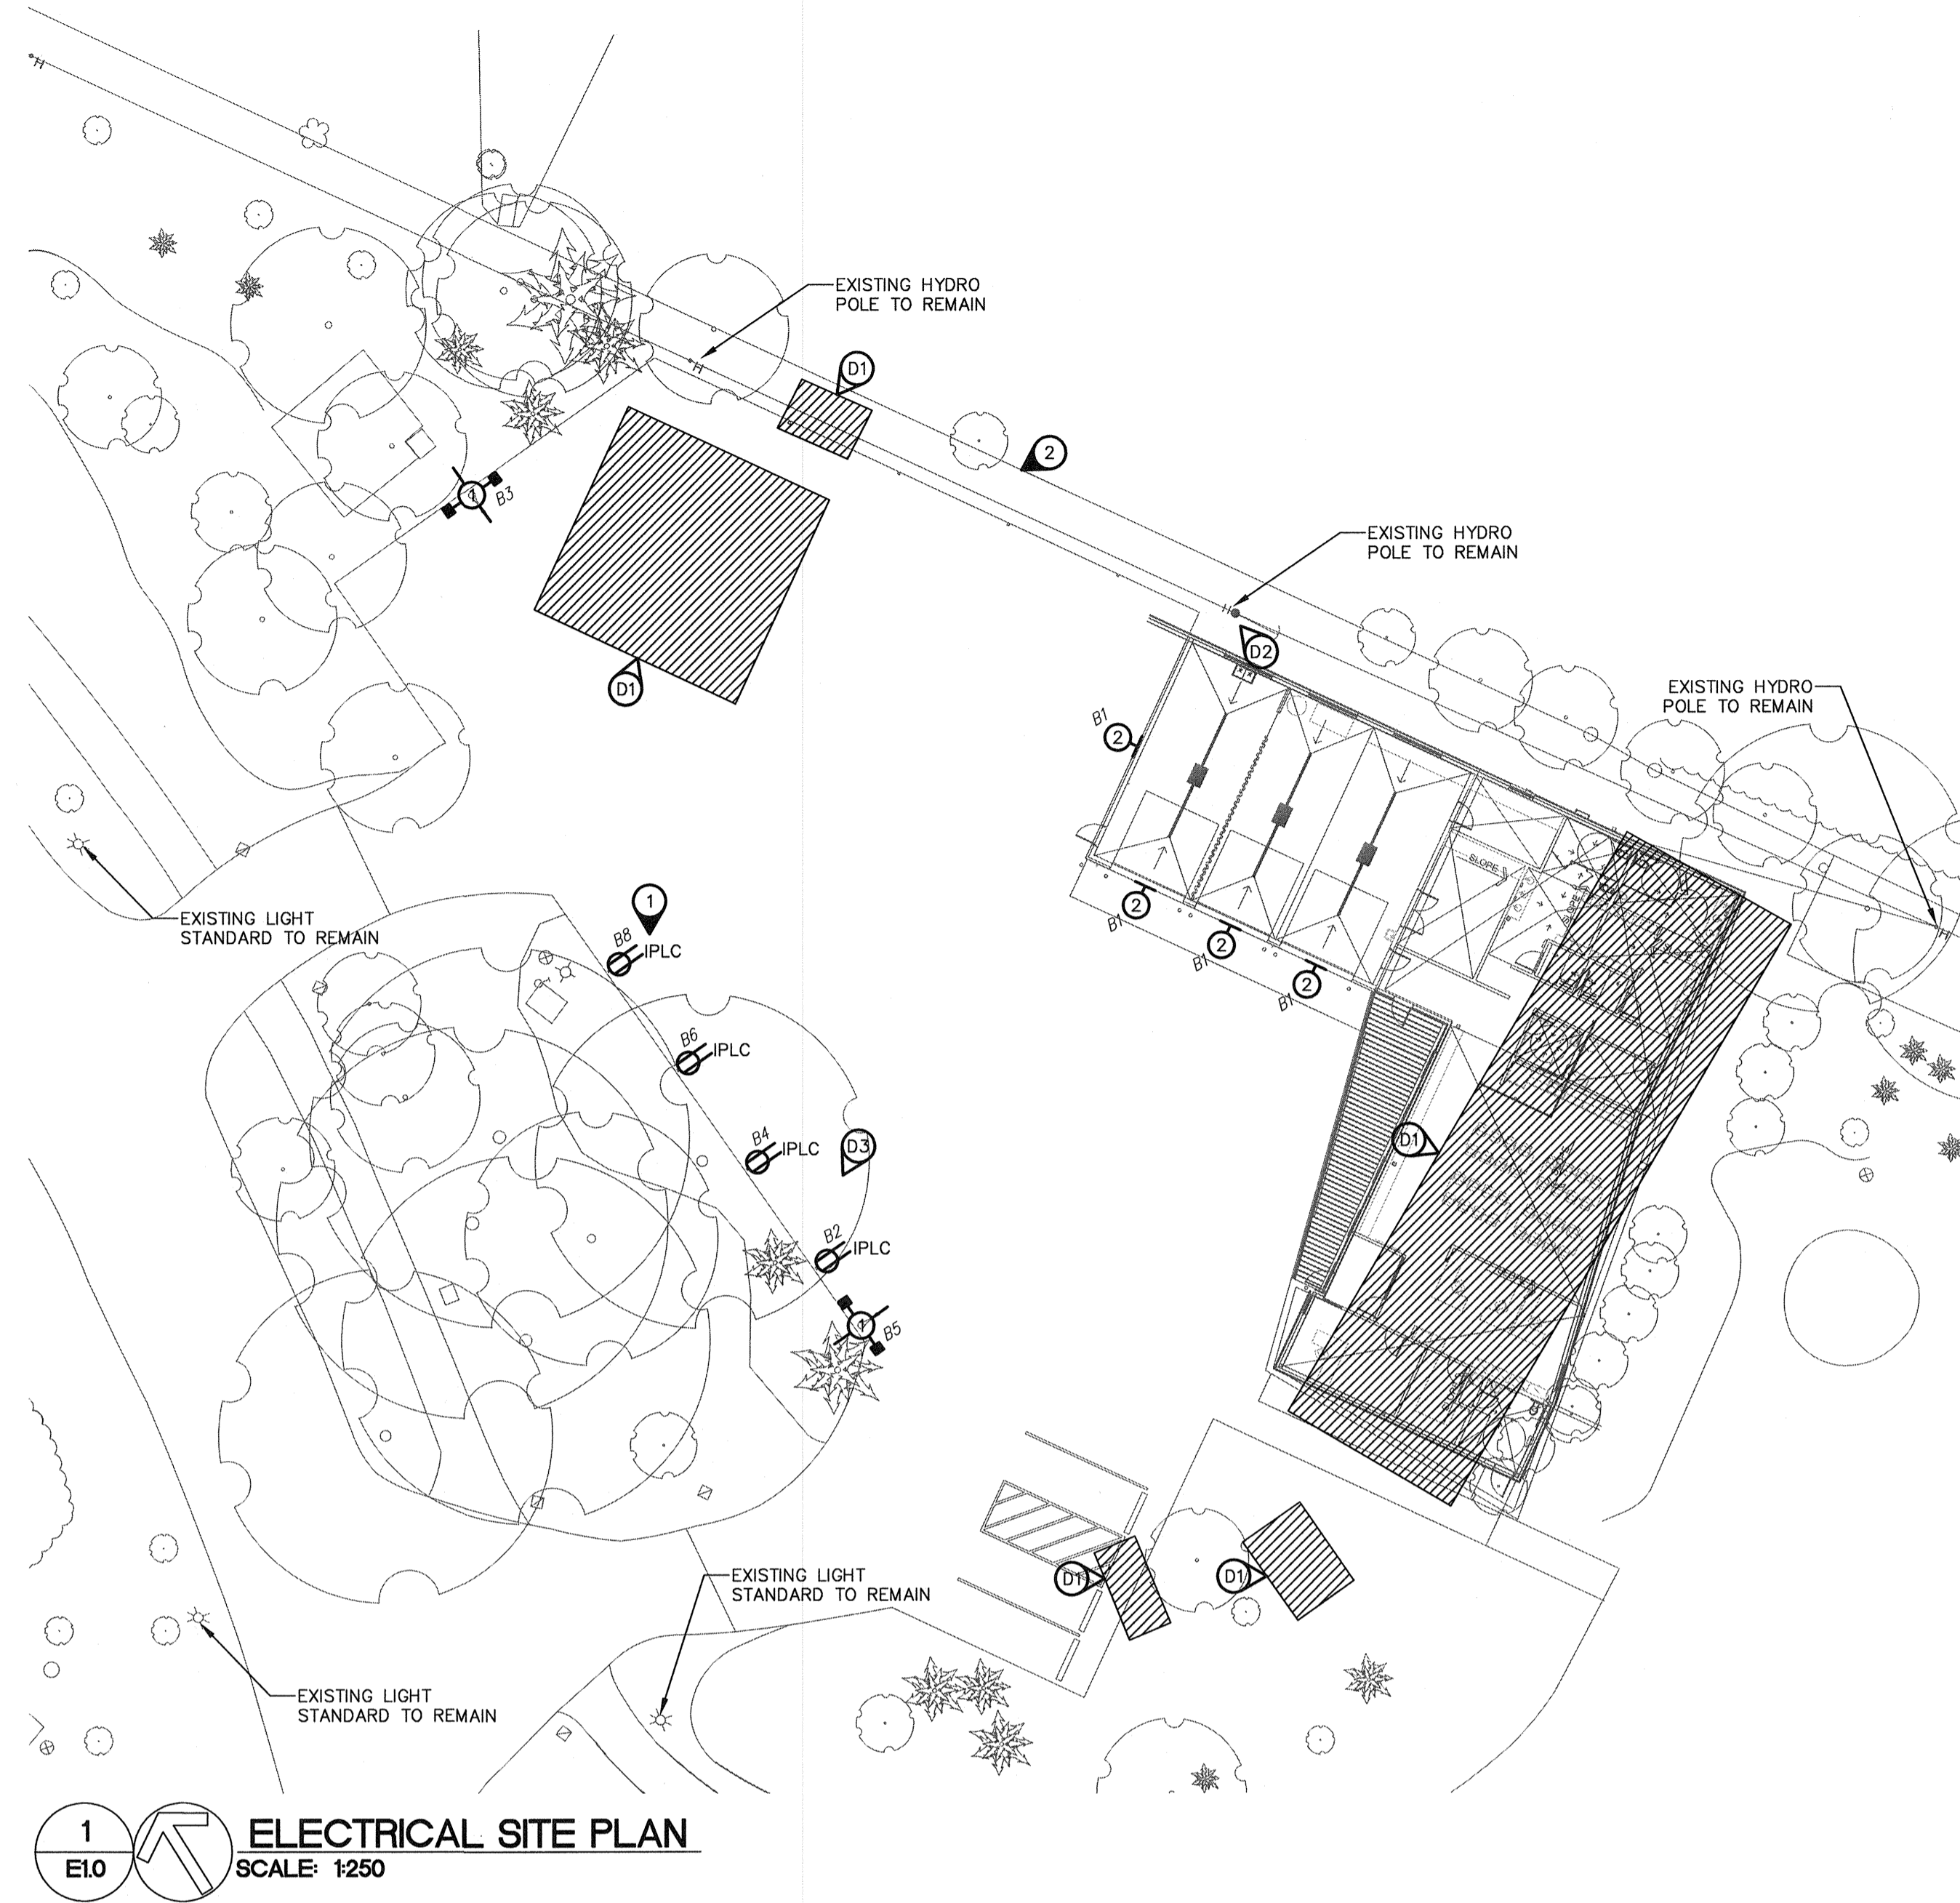 EXISTING HYDRO
POLE TO REMAIN
D1
2
B3
EXISTING HYDRO
POLE TO REMAIN
D2
D1
EXISTING HYDRO
POLE TO REMAIN
B1
2
SLOPE
SLOPE
EXISTING LIGHT
STANDARD TO REMAIN
1
B8
IPLC
2
B1
2
B1
2
B1
B6
IPLC
B4
IPLC
D3
D1
B2
IPLC
B5
EXISTING LIGHT
STANDARD TO REMAIN
D1
D1
EXISTING LIGHT
STANDARD TO REMAIN
1
E1.0
ELECTRICAL SITE PLAN
SCALE: 1:250